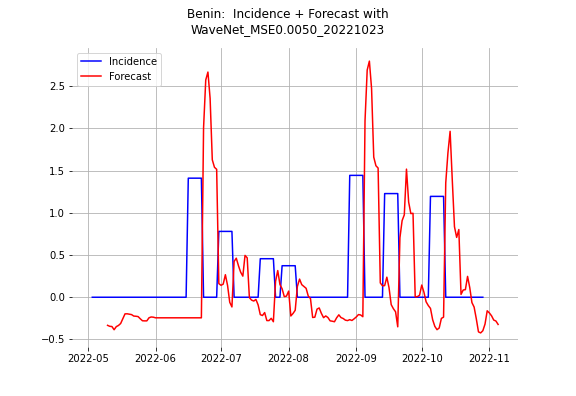 Benin:  Incidence + Forecast with
WaveNet_MSE0.0050_20221023
Incidence
Forecast
2.5
2.0
1.5
1.0
0.5
0.0
−0.5
2022-05 2022-06 2022-07 2022-08 2022-09 2022-10 2022-11